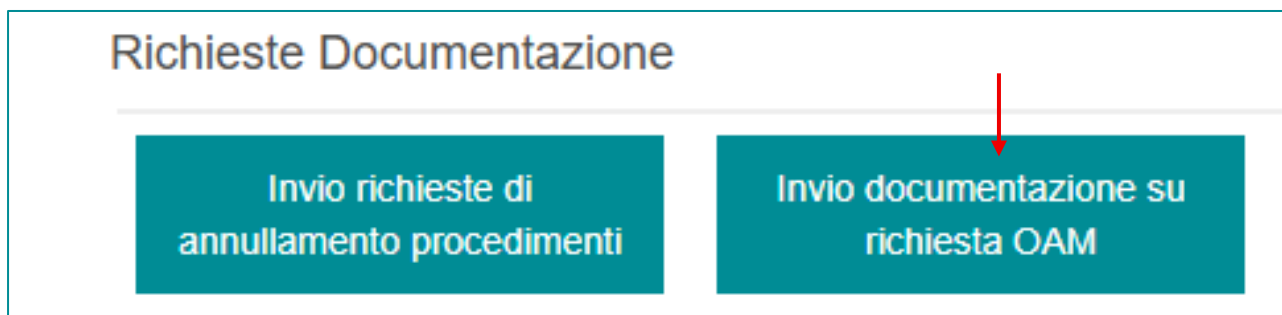 Richieste Documentazione
Invio richieste di
annullamento procedimenti
Invio documentazione su
richiesta OAM